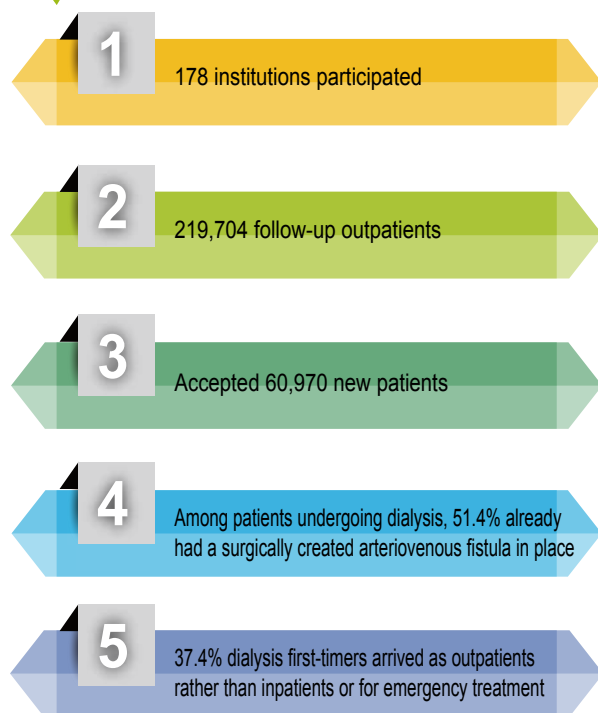 1
178 institutions participated
2
219,704 follow-up outpatients
3
Accepted 60,970 new patients
4
Among patients undergoing dialysis, 51.4% already
had a surgically created arteriovenous fistula in place
5
37.4% dialysis first-timers arrived as outpatients
rather than inpatients or for emergency treatment